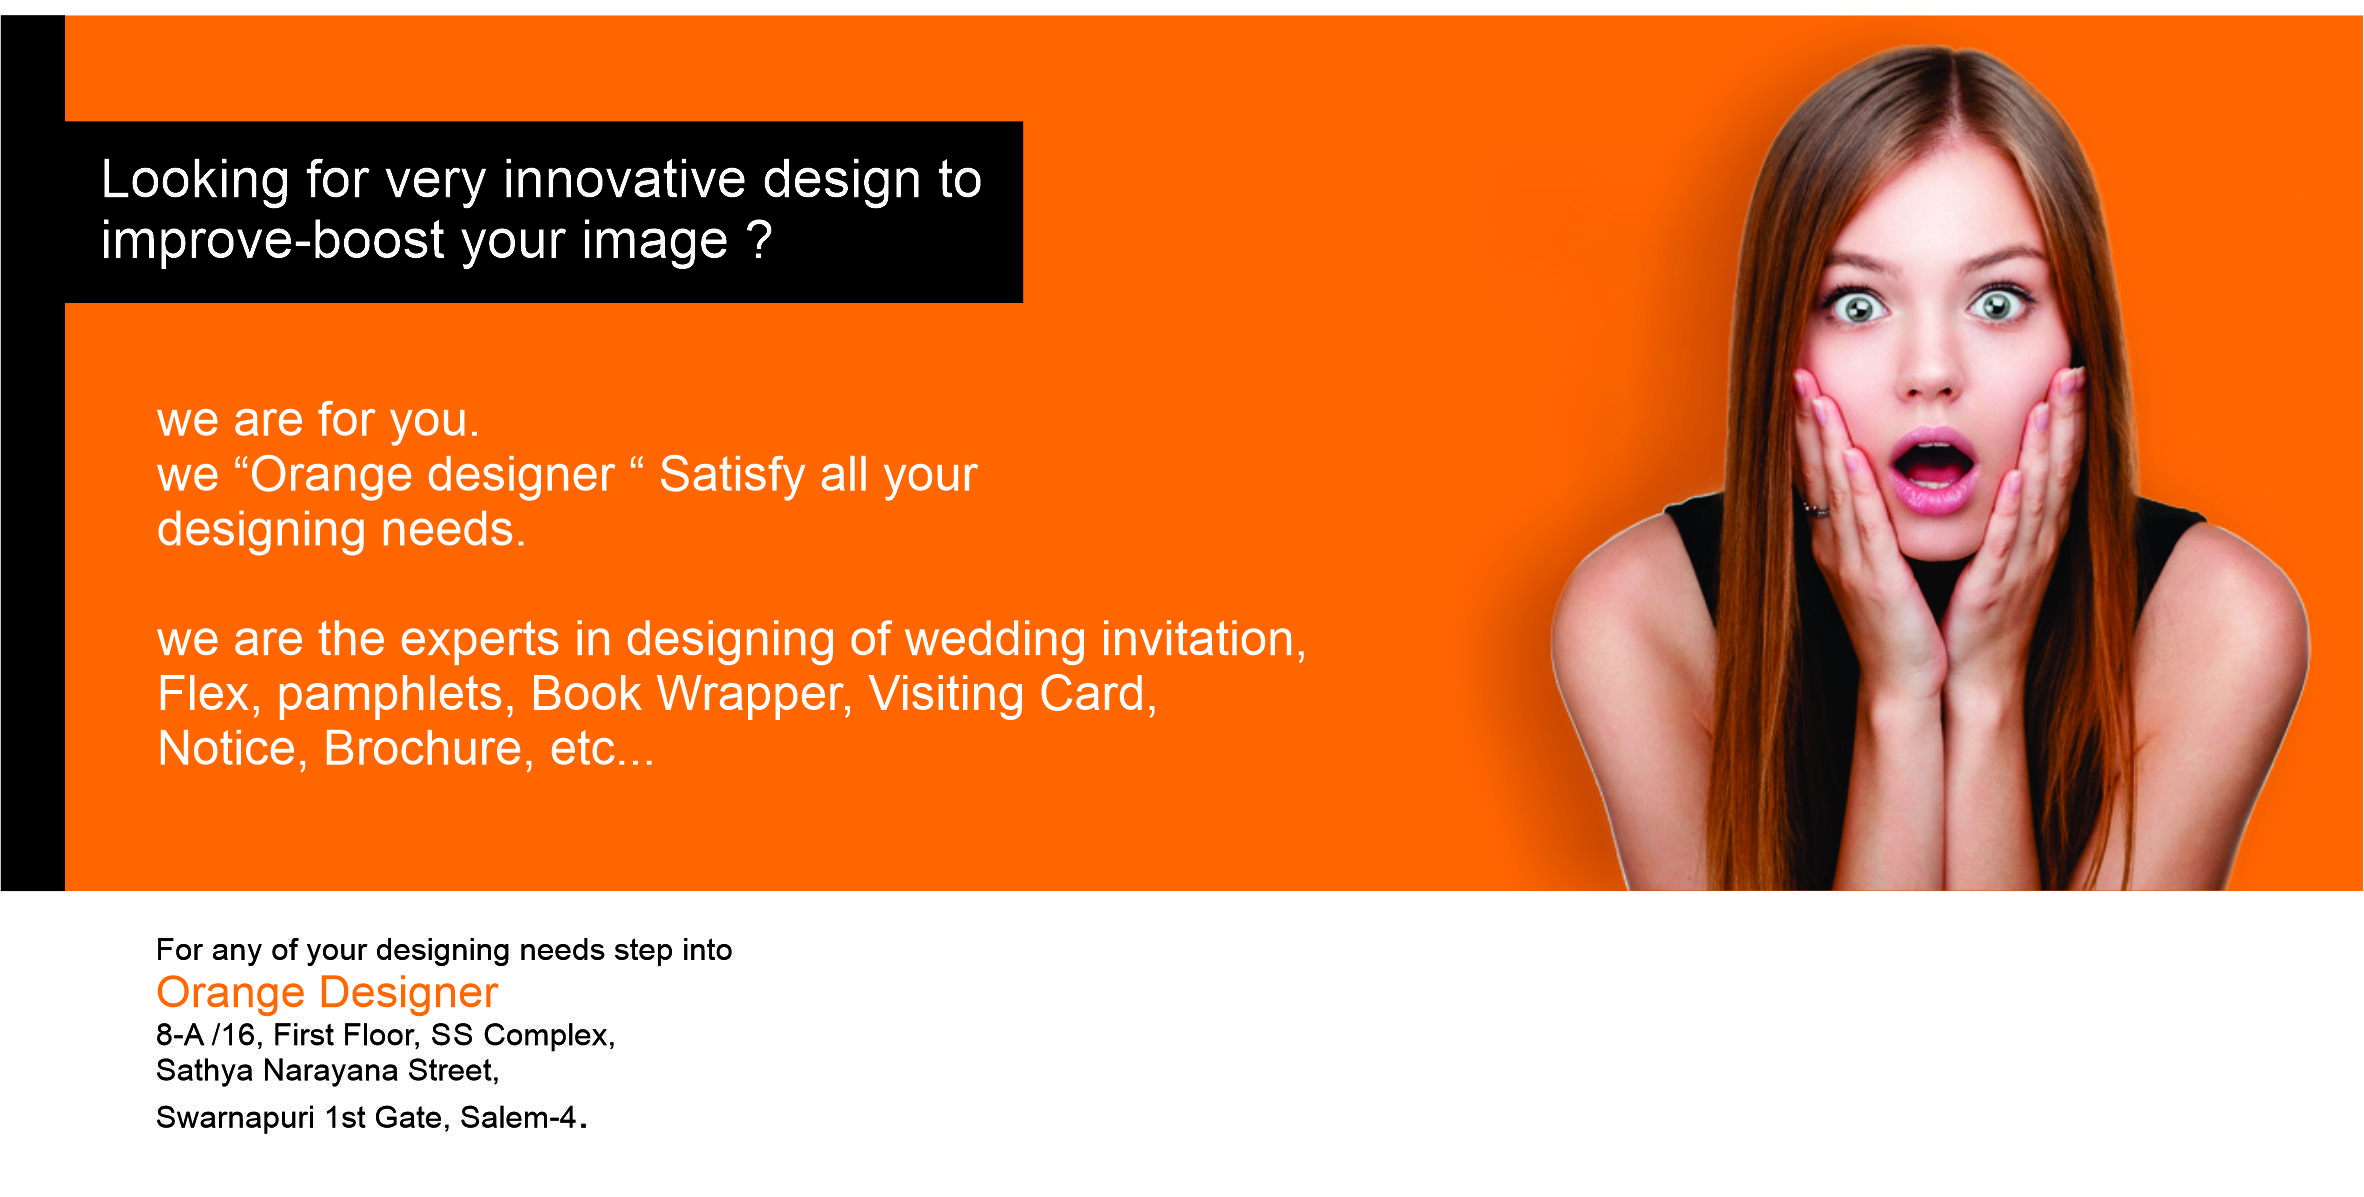 Looking for very innovative design to
improve-boost your image ?
we are for you.
we “Orange designer “ Satisfy all your
designing needs.
we are the experts in designing of wedding invitation,
Flex, pamphlets, Book Wrapper, Visiting Card,
Notice, Brochure, etc...
For any of your designing needs step into
Orange Designer
8-A /16, First Floor, SS Complex,
Sathya Narayana Street,
Swarnapuri 1st Gate, Salem-4.